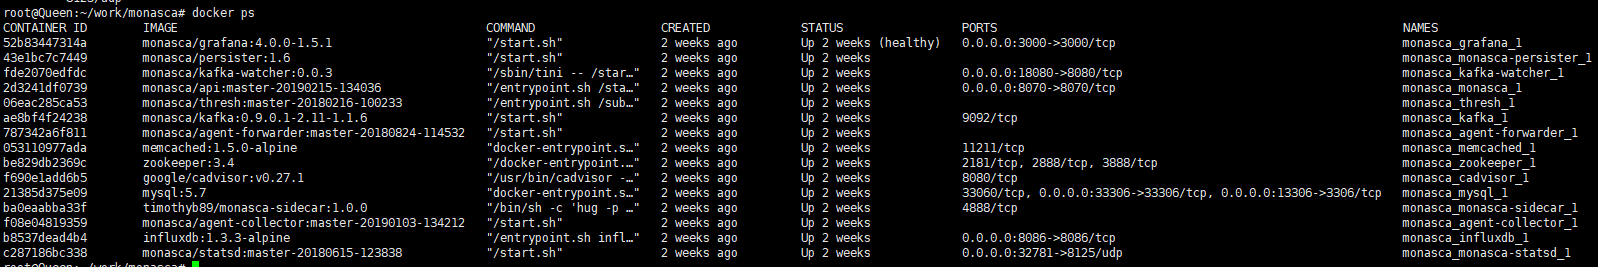 8125/udp
root@Queen:~/work/monasca# docker ps
CONTAINER ID IMAGE COMMAND CREATED STATUS PORTS NAMES
52b83447314a monasca/grafana:4.0.0-1.5.1 "/start.sh" 2 weeks ago Up 2 weeks (healthy) 0.0.0.0:3000->3000/tcp monasca_grafana_1
43e1bc7c7449 monasca/persister:1.6 "/start.sh" 2 weeks ago Up 2 weeks monasca_monasca-persister_1
fde2070edfdc monasca/kafka-watcher:0.0.3 "/sbin/tini -- /star…" 2 weeks ago Up 2 weeks 0.0.0.0:18080->8080/tcp monasca_kafka-watcher_1
2d3241df0739 monasca/api:master-20190215-134036 "/entrypoint.sh /sta…" 2 weeks ago Up 2 weeks 0.0.0.0:8070->8070/tcp monasca_monasca_1
06eac285ca53 monasca/thresh:master-20180216-100233 "/entrypoint.sh /sub…" 2 weeks ago Up 2 weeks monasca_thresh_1
ae8bf4f24238 monasca/kafka:0.9.0.1-2.11-1.1.6 "/start.sh" 2 weeks ago Up 2 weeks 9092/tcp monasca_kafka_1
787342a6f811 monasca/agent-forwarder:master-20180824-114532 "/start.sh" 2 weeks ago Up 2 weeks monasca_agent-forwarder_1
053110977ada memcached:1.5.0-alpine "docker-entrypoint.s…" 2 weeks ago Up 2 weeks 11211/tcp monasca_memcached_1
be829db2369c zookeeper:3.4 "/docker-entrypoint.…" 2 weeks ago Up 2 weeks 2181/tcp, 2888/tcp, 3888/tcp monasca_zookeeper_1
f690e1add6b5 google/cadvisor:v0.27.1 "/usr/bin/cadvisor -…" 2 weeks ago Up 2 weeks 8080/tcp monasca_cadvisor_1
21385d375e09 mysql:5.7 "docker-entrypoint.s…" 2 weeks ago Up 2 weeks 33060/tcp, 0.0.0.0:33306->33306/tcp, 0.0.0.0:13306->3306/tcp monasca_mysql_1
ba0eaabba33f timothyb89/monasca-sidecar:1.0.0 "/bin/sh -c 'hug -p …" 2 weeks ago Up 2 weeks 4888/tcp monasca_monasca-sidecar_1
f08e04819359 monasca/agent-collector:master-20190103-134212 "/start.sh" 2 weeks ago Up 2 weeks monasca_agent-collector_1
b8537dead4b4 influxdb:1.3.3-alpine "/entrypoint.sh infl…" 2 weeks ago Up 2 weeks 0.0.0.0:8086->8086/tcp monasca_influxdb_1
c287186bc338 monasca/statsd:master-20180615-123838 "/start.sh" 2 weeks ago Up 2 weeks 0.0.0.0:32781->8125/udp monasca_monasca-statsd_1
root@Queen:~/work/monasca#